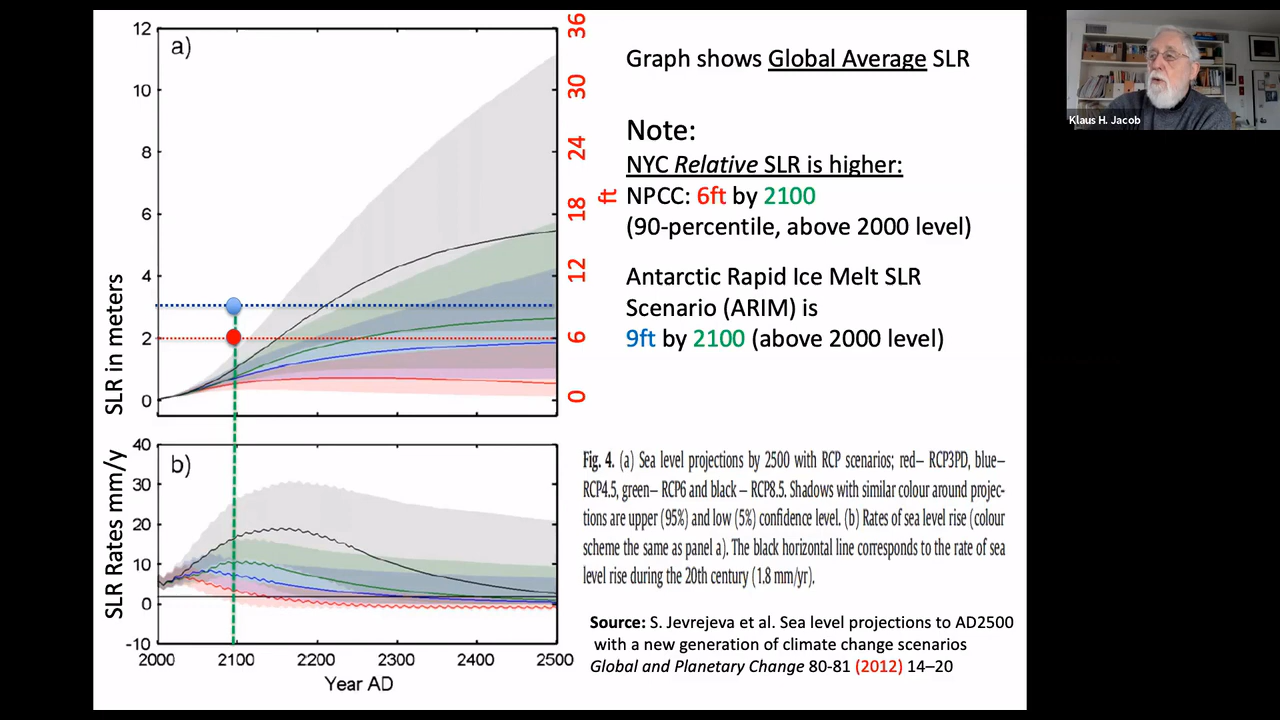 a)
12
10
8
6
4
2
0
SLR in meters
36
30
24
18
12
6
0
ft
Graph shows Global Average SLR
Note:
NYC Relative SLR is higher:
NPCC: 6ft by 2100
(90-percentile, above 2000 level)
Antarctic Rapid Ice Melt SLR
Scenario (ARIM) is
9ft by 2100 (above 2000 level)
Klaus H. Jacob
b)
40
30
20
10
0
-10
SLR Rates mm/y
2000 2100 2200 2300 2400 2500
Year AD
Fig. 4. (a) Sea level projections by 2500 with RCP scenarios; red– RCP3PD, blue–
RCP4.5, green– RCP6 and black – RCP8.5. Shadows with similar colour around projec-
tions are upper (95%) and low (5%) confidence level. (b) Rates of sea level rise (colour
scheme the same as panel a). The black horizontal line corresponds to the rate of sea
level rise during the 20th century (1.8 mm/yr).
Source: S. Jevrejeva et al. Sea level projections to AD2500
with a new generation of climate change scenarios
Global and Planetary Change 80-81 (2012) 14–20